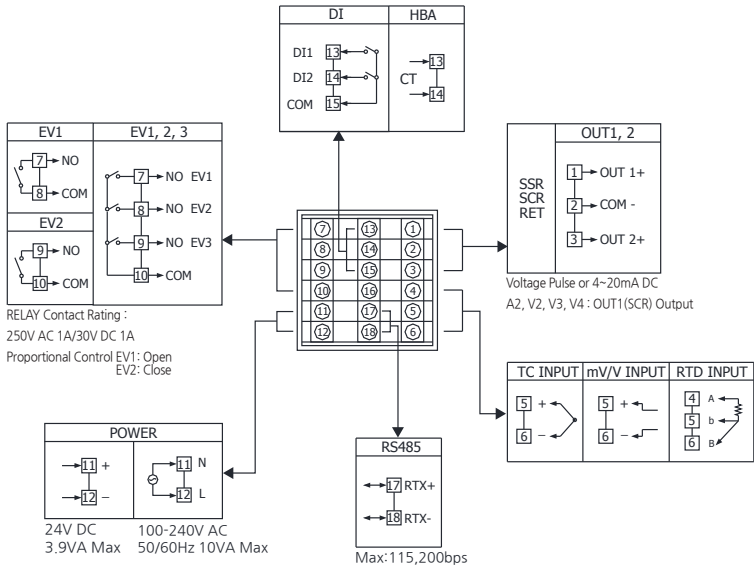 DI HBA
DI1 13
DI2 14
COM 15
13
CT
14
EV1 EV1, 2, 3
7 NO
8 COM
EV2
9 NO
10 COM
7 NO EV1
8 NO EV2
9 NO EV3
10 COM
RELAY Contact Rating :
250V AC 1A/30V DC 1A
Proportional Control EV1: Open
EV2: Close
OUT1, 2
SSR
SCR
RET
1 OUT 1+
2 COM -
3 OUT 2+
Voltage Pulse or 4~20mA DC
A2, V2, V3, V4 : OUT1(SCR) Output
7 13 1
8 14 2
9 15 3
10 16 4
11 17 5
12 18 6
TC INPUT mV/V INPUT RTD INPUT
5 +
6 −
5 +
6 −
4 A
5 b
6 B
POWER
11 +
12 −
11 N
12 L
24V DC
3.9VA Max
100-240V AC
50/60Hz 10VA Max
RS485
17 RTX+
18 RTX-
Max:115,200bps